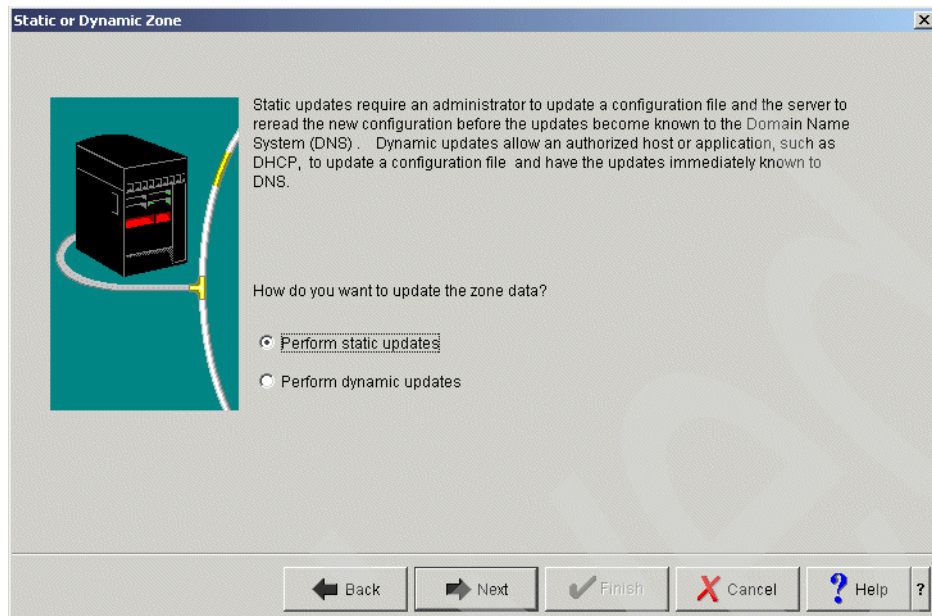 Static or Dynamic Zone
Static updates require an administrator to update a configuration file and the server to
reread the new configuration before the updates become known to the Domain Name
System (DNS) . Dynamic updates allow an authorized host or application, such as
DHCP, to update a configuration file and have the updates immediately known to
DNS.
How do you want to update the zone data?
Perform static updates
Perform dynamic updates
Back
Next
Finish
Cancel
? Help
?